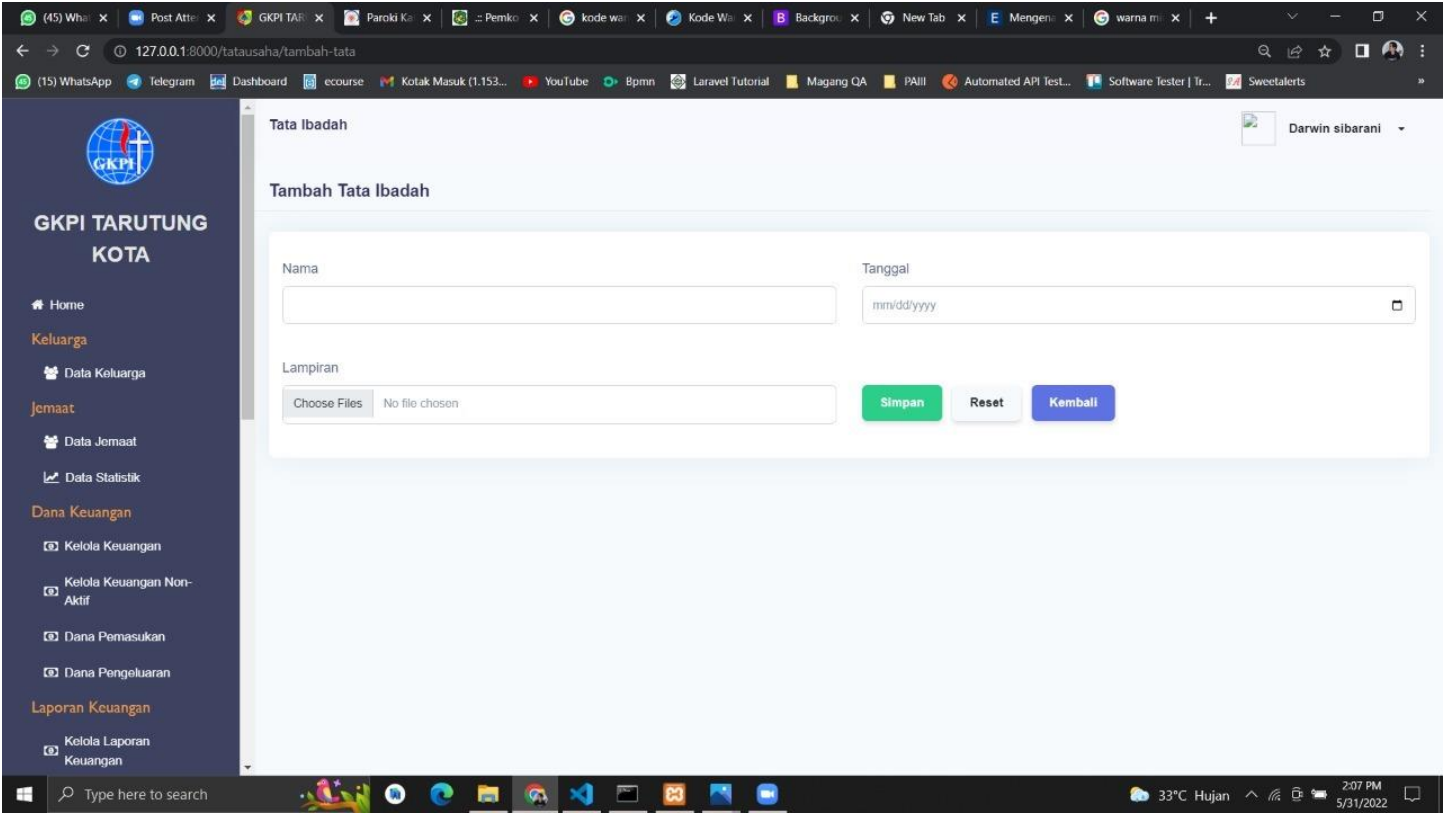 (45) What
Post Atte
GKPI TAR
Paroki Ka
.:: Pemko
kode war
Kode Wa
Backgrou
New Tab
Mengena
warna m
127.0.0.1:8000/tatausaha/tambah-tata
(15) WhatsApp
Telegram
Dashboard
ecourse
Kotak Masuk (1.153...
YouTube
Bpmn
Laravel Tutorial
Magang QA
PAIII
Automated API Test...
Software Tester | Tr...
Sweetalerts
»
GKPI
GKPI TARUTUNG
KOTA
Home
Keluarga
Data Keluarga
Jemaat
Data Jemaat
Data Statistik
Dana Keuangan
Kelola Keuangan
Kelola Keuangan Non-
Aktif
Dana Pemasukan
Dana Pengeluaran
Laporan Keuangan
Kelola Laporan
Keuangan
Tata Ibadah
Darwin sibarani
Tambah Tata Ibadah
Nama
Tanggal
mm/dd/yyyy
Lampiran
Choose Files No file chosen
Simpan
Reset
Kembali
Type here to search
33°C Hujan
2:07 PM
5/31/2022